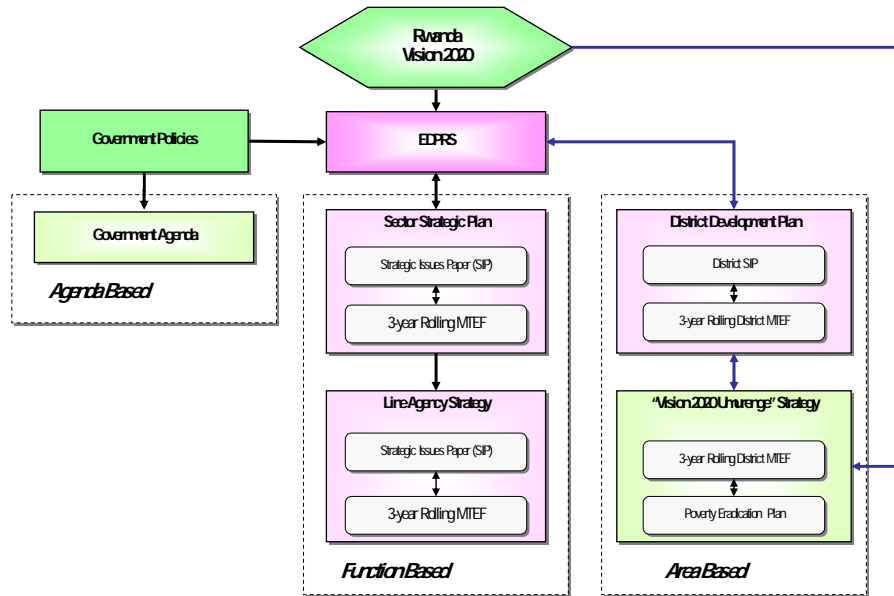 Rwanda
Vision 2020
Government Policies
EDPRS
Government Agenda
Agenda Based
Sector Strategic Plan
Strategic Issues Paper (SIP)
3-year Rolling MTEF
Line Agency Strategy
Strategic Issues Paper (SIP)
3-year Rolling MTEF
Function Based
District Development Plan
District SIP
3-year Rolling District MTEF
“Vision 2020 Umurenge” Strategy
3-year Rolling District MTEF
Poverty Eradication Plan
Area Based